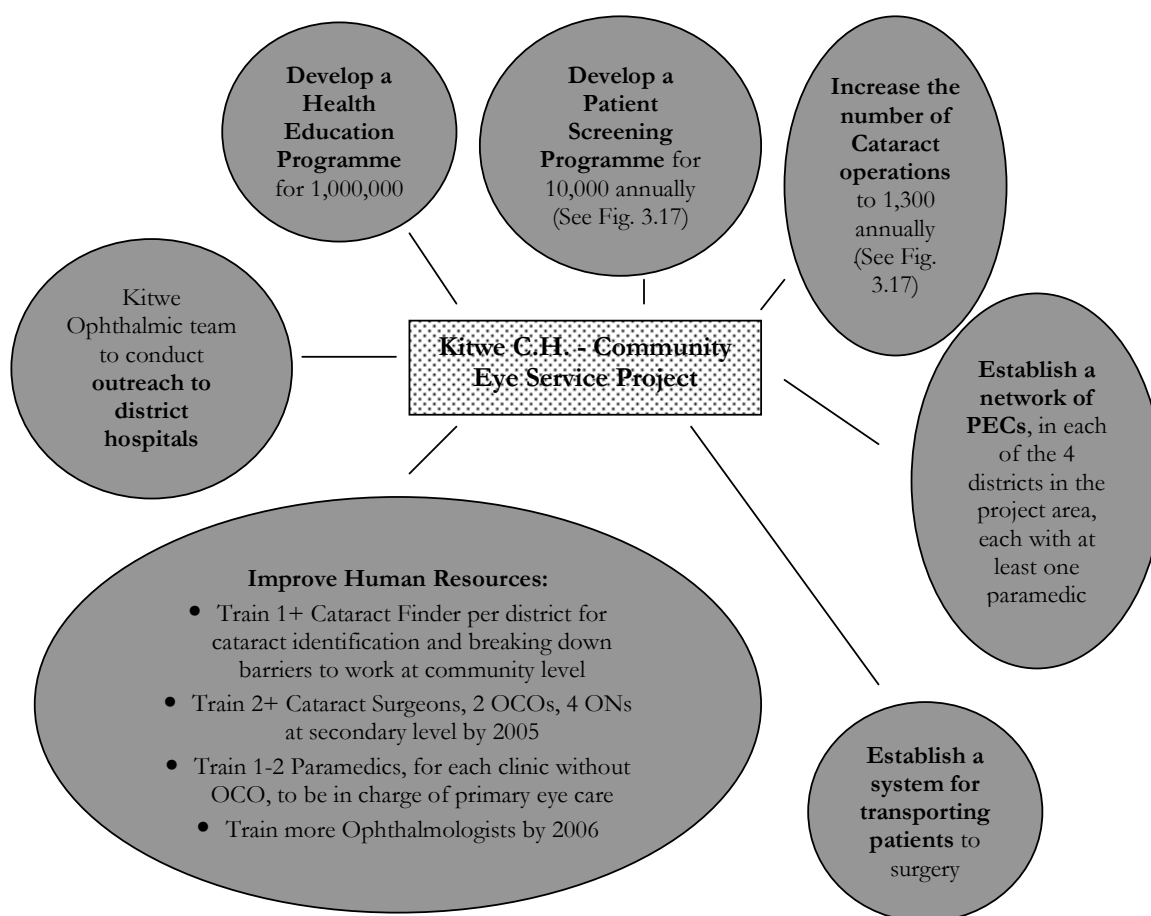 Develop a
Health
Education
Programme
for 1,000,000
Develop a
Patient
Screening
Programme for
10,000 annually
(See Fig. 3.17)
Increase the
number of
Cataract
operations
to 1,300
annually
(See Fig.
3.17)
Kitwe
Ophthalmic team
to conduct
outreach to
district
hospitals
Kitwe C.H. - Community
Eye Service Project
Establish a
network of
PECs, in each
of the 4
districts in the
project area,
each with at
least one
paramedic
Improve Human Resources:
• Train 1+ Cataract Finder per district for
cataract identification and breaking down
barriers to work at community level
• Train 2+ Cataract Surgeons, 2 OCOs, 4 ONs
at secondary level by 2005
• Train 1-2 Paramedics, for each clinic without
OCO, to be in charge of primary eye care
• Train more Ophthalmologists by 2006
Establish a
system for
transporting
patients to
surgery